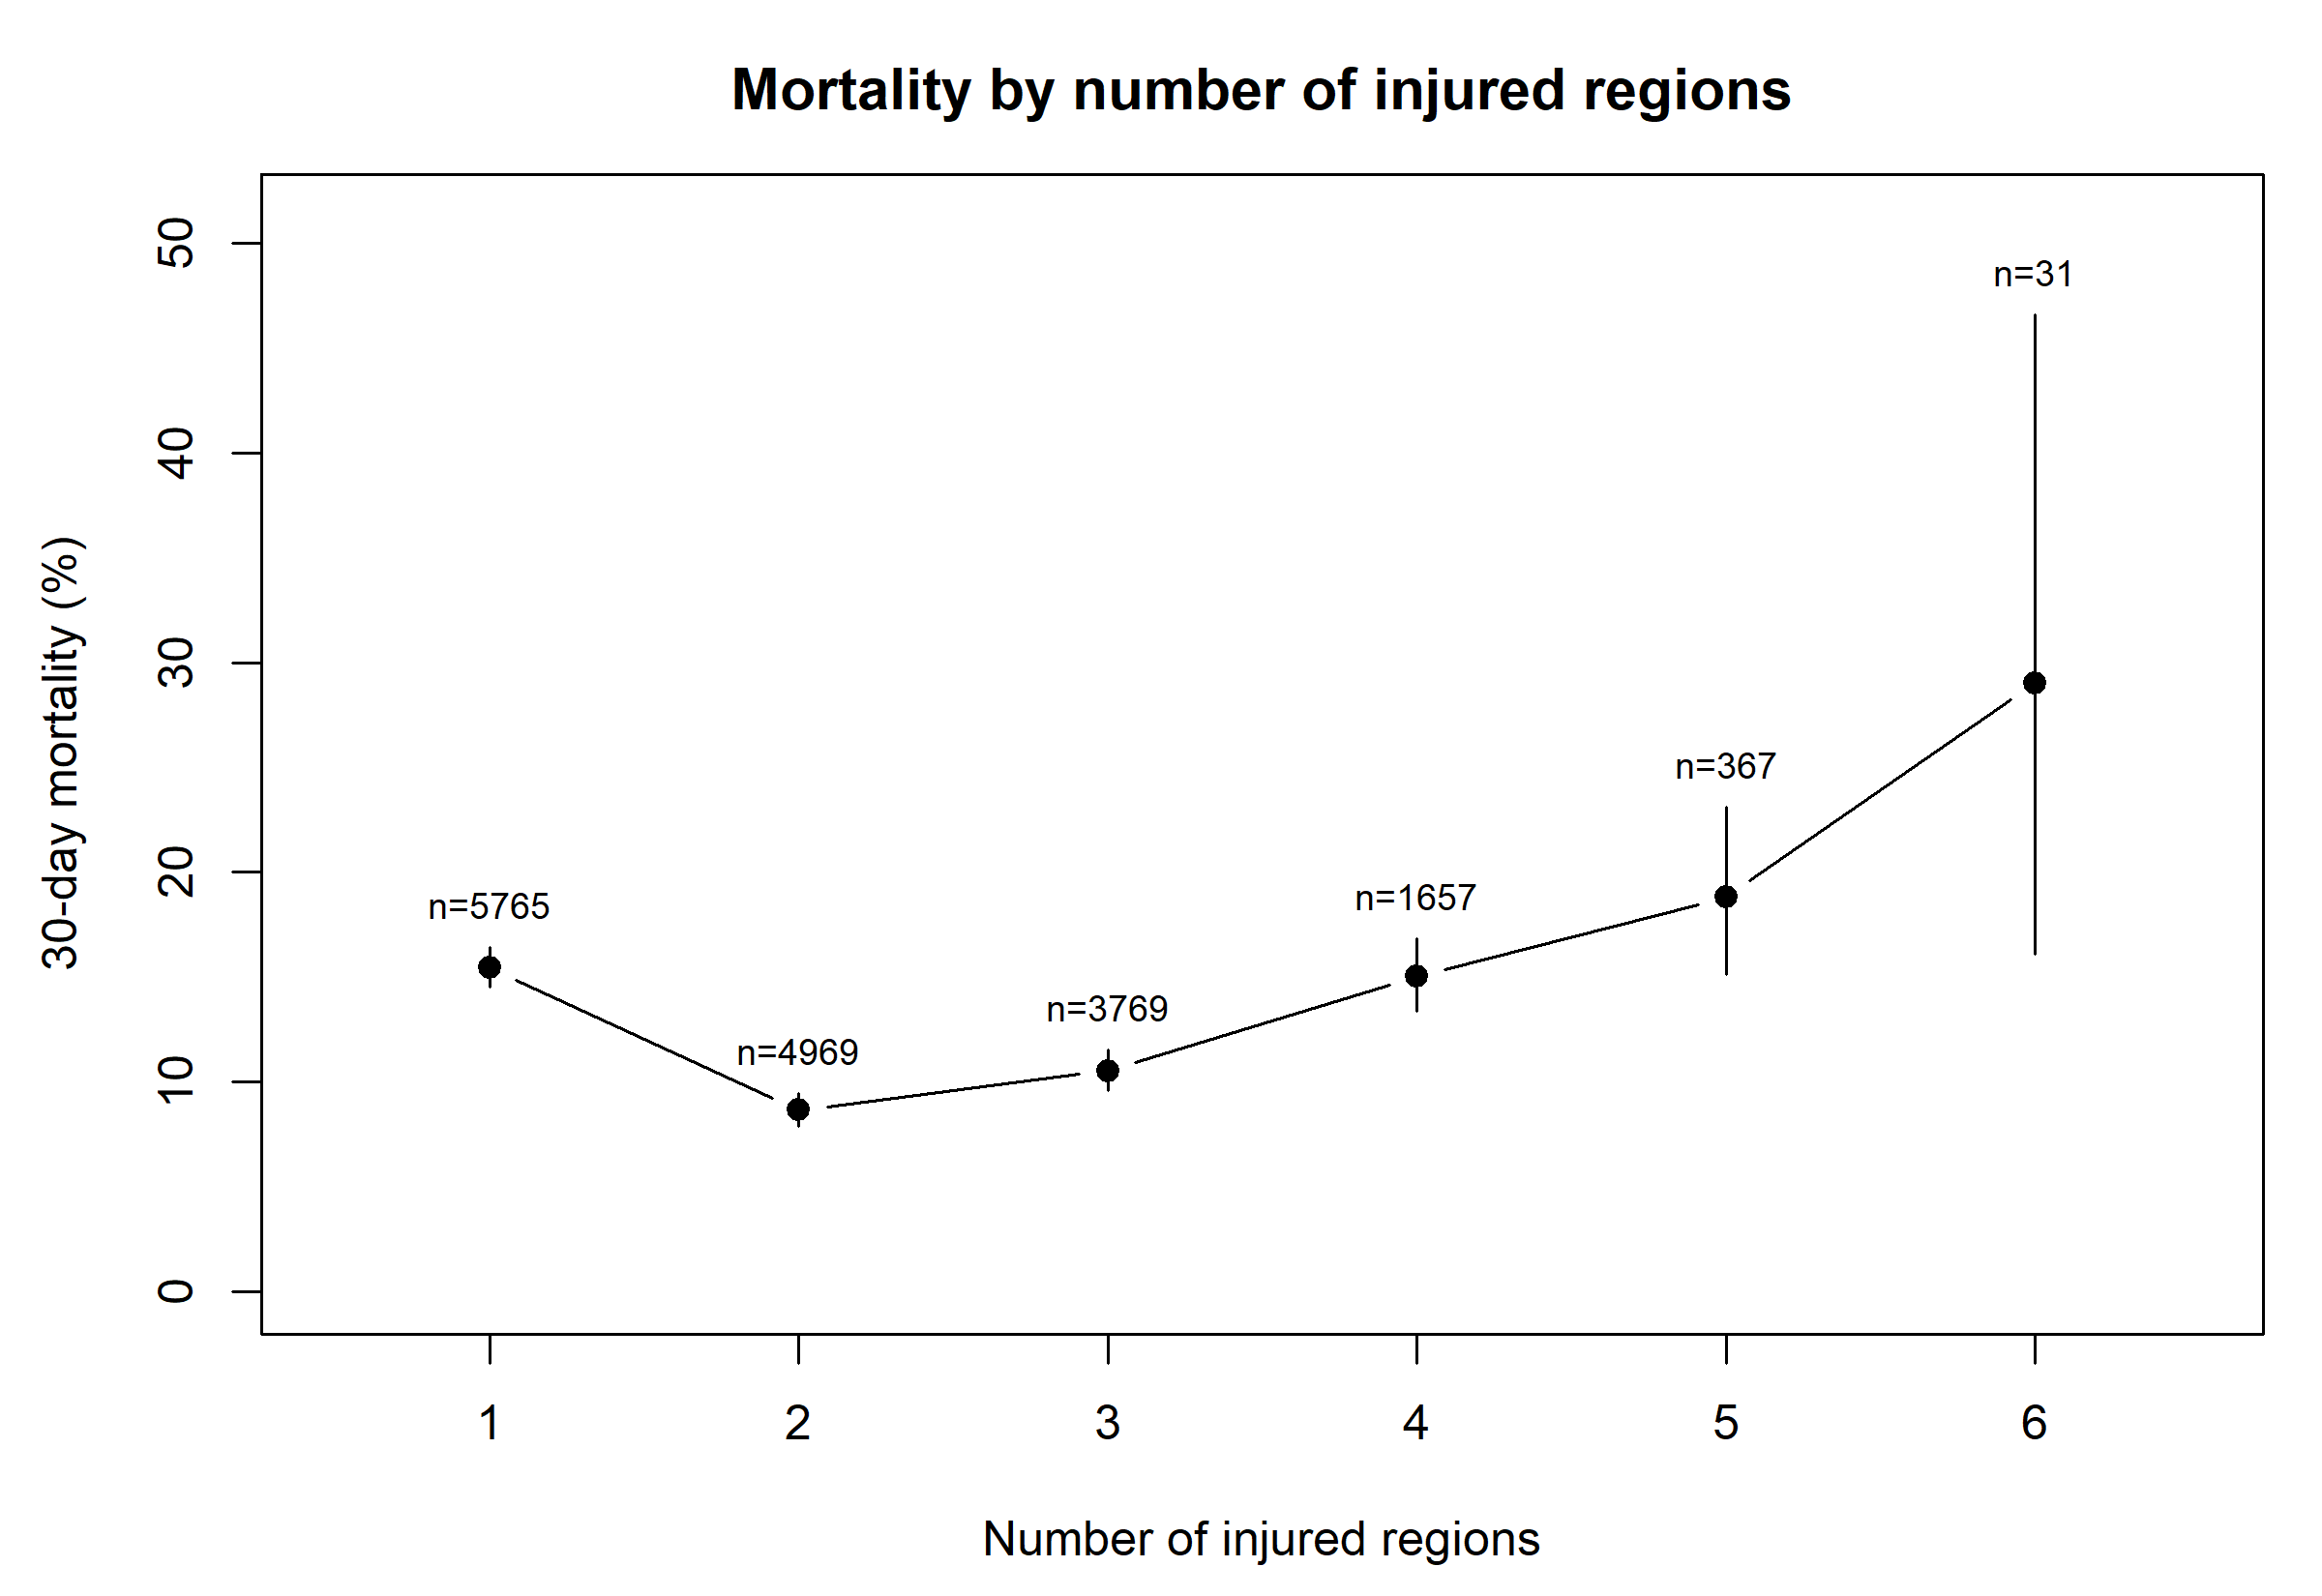 Mortality by number of injured regions
30-day mortality (%)
50
40
30
20
10
0
n=5765
n=4969
n=3769
n=1657
n=367
n=31
1 2 3 4 5 6
Number of injured regions